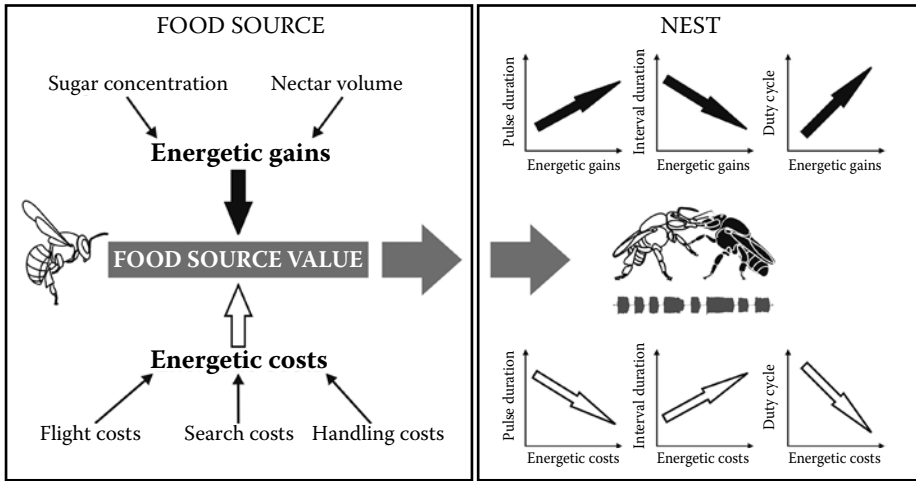 FOOD SOURCE
Sugar concentration
Nectar volume
Energetic gains
FOOD SOURCE VALUE
Energetic costs
Flight costs
Search costs
Handling costs
NEST
Pulse duration
Energetic gains
Interval duration
Energetic gains
Duty cycle
Energetic gains
Pulse duration
Energetic costs
Interval duration
Energetic costs
Duty cycle
Energetic costs